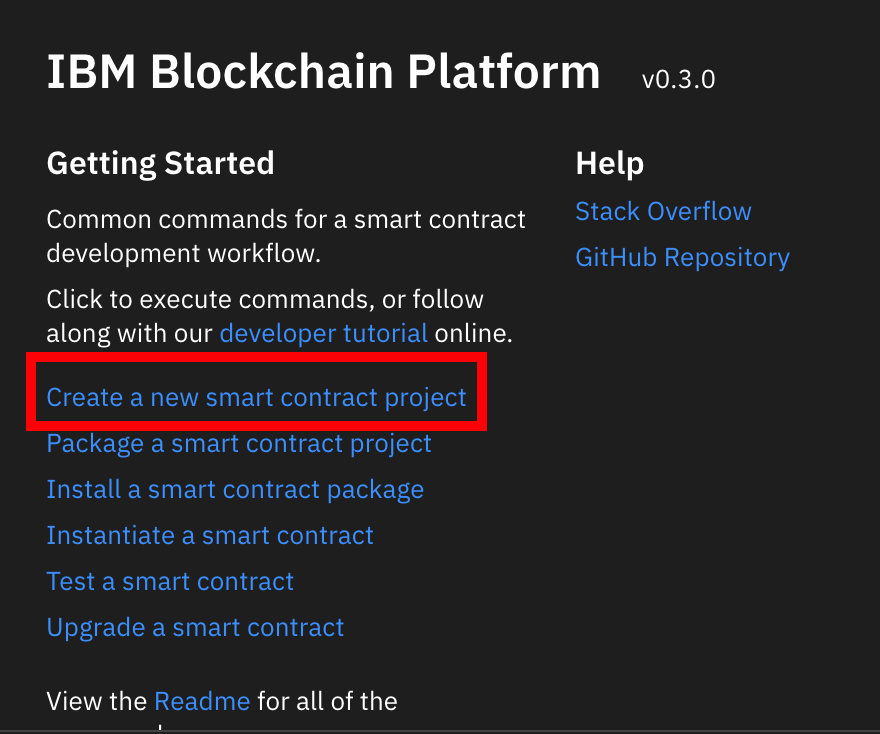 IBM Blockchain Platform v0.3.0
Getting Started
Common commands for a smart contract
development workflow.
Click to execute commands, or follow
along with our developer tutorial online.
Create a new smart contract project
Package a smart contract project
Install a smart contract package
Instantiate a smart contract
Test a smart contract
Upgrade a smart contract
View the Readme for all of the
Help
Stack Overflow
GitHub Repository